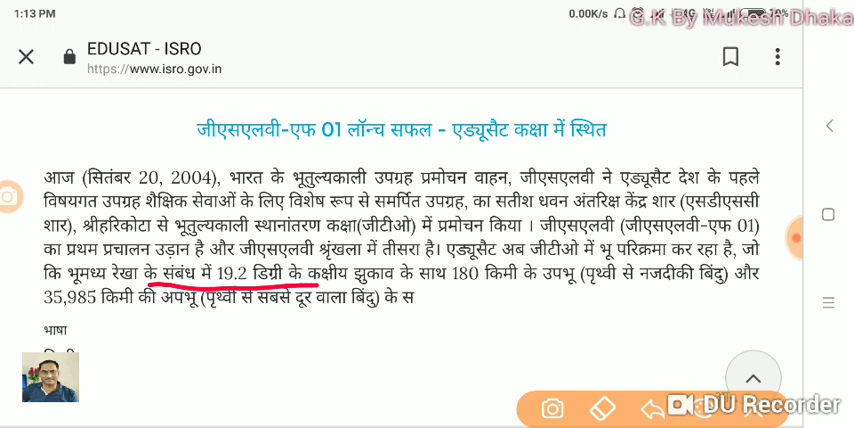 1:13 PM
0.00K/s 4G
G.K By Mukesh Dhaka
EDUSAT - ISRO
https://www.isro.gov.in
जीएसएलवी-एफ 01 लॉन्च सफल - एड्यूसैट कक्षा में स्थित
आज (सितंबर 20, 2004), भारत के भूतुल्यकाली उपग्रह प्रमोचन वाहन, जीएसएलवी ने एड्यूसैट देश के पहले
विषयगत उपग्रह शैक्षिक सेवाओं के लिए विशेष रूप से समर्पित उपग्रह, का सतीश धवन अंतरिक्ष केंद्र शार (एसडीएससी
शार), श्रीहरिकोटा से भूतुल्यकाली स्थानांतरण कक्षा(जीटीओ) में प्रमोचन किया । जीएसएलवी (जीएसएलवी-एफ 01)
का प्रथम प्रचालन उड़ान है और जीएसएलवी श्रृंखला में तीसरा है। एड्यूसैट अब जीटीओ में भू परिक्रमा कर रहा है, जो
कि भूमध्य रेखा के संबंध में 19.2 डिग्री के कक्षीय झुकाव के साथ 180 किमी के उपभू (पृथ्वी से नजदीकी बिंदु) और
35,985 किमी की अपभू (पृथ्वी से सबसे दूर वाला बिंदु) के स
भाषा
DU Recorder